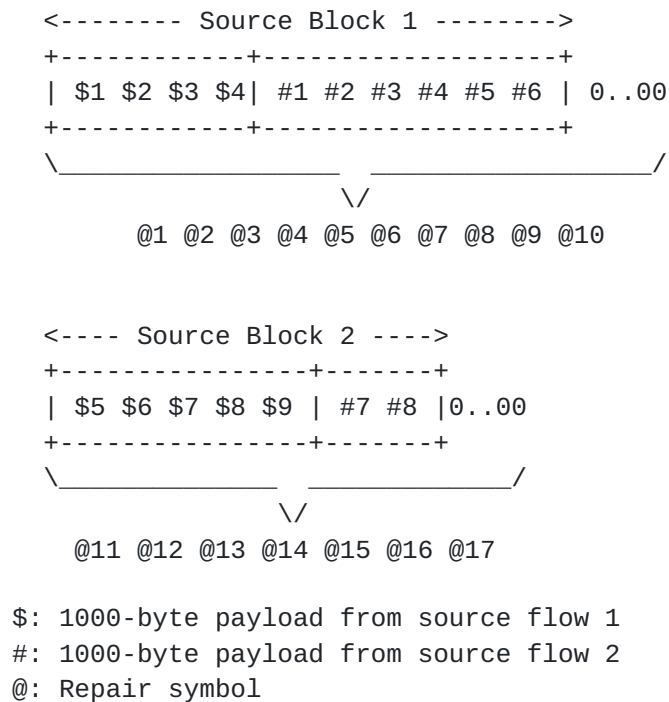 <-------- Source Block 1 -------->
+------------+-------------------+
| $1 $2 $3 $4| #1 #2 #3 #4 #5 #6 | 0..00
+------------+-------------------+
\__________________  __________________/
\/
@1 @2 @3 @4 @5 @6 @7 @8 @9 @10
<---- Source Block 2 ---->
+----------------+-------+
| $5 $6 $7 $8 $9 | #7 #8 |0..00
+----------------+-------+
\______________  _____________/
\/
@11 @12 @13 @14 @15 @16 @17
$: 1000-byte payload from source flow 1
#: 1000-byte payload from source flow 2
@: Repair symbol